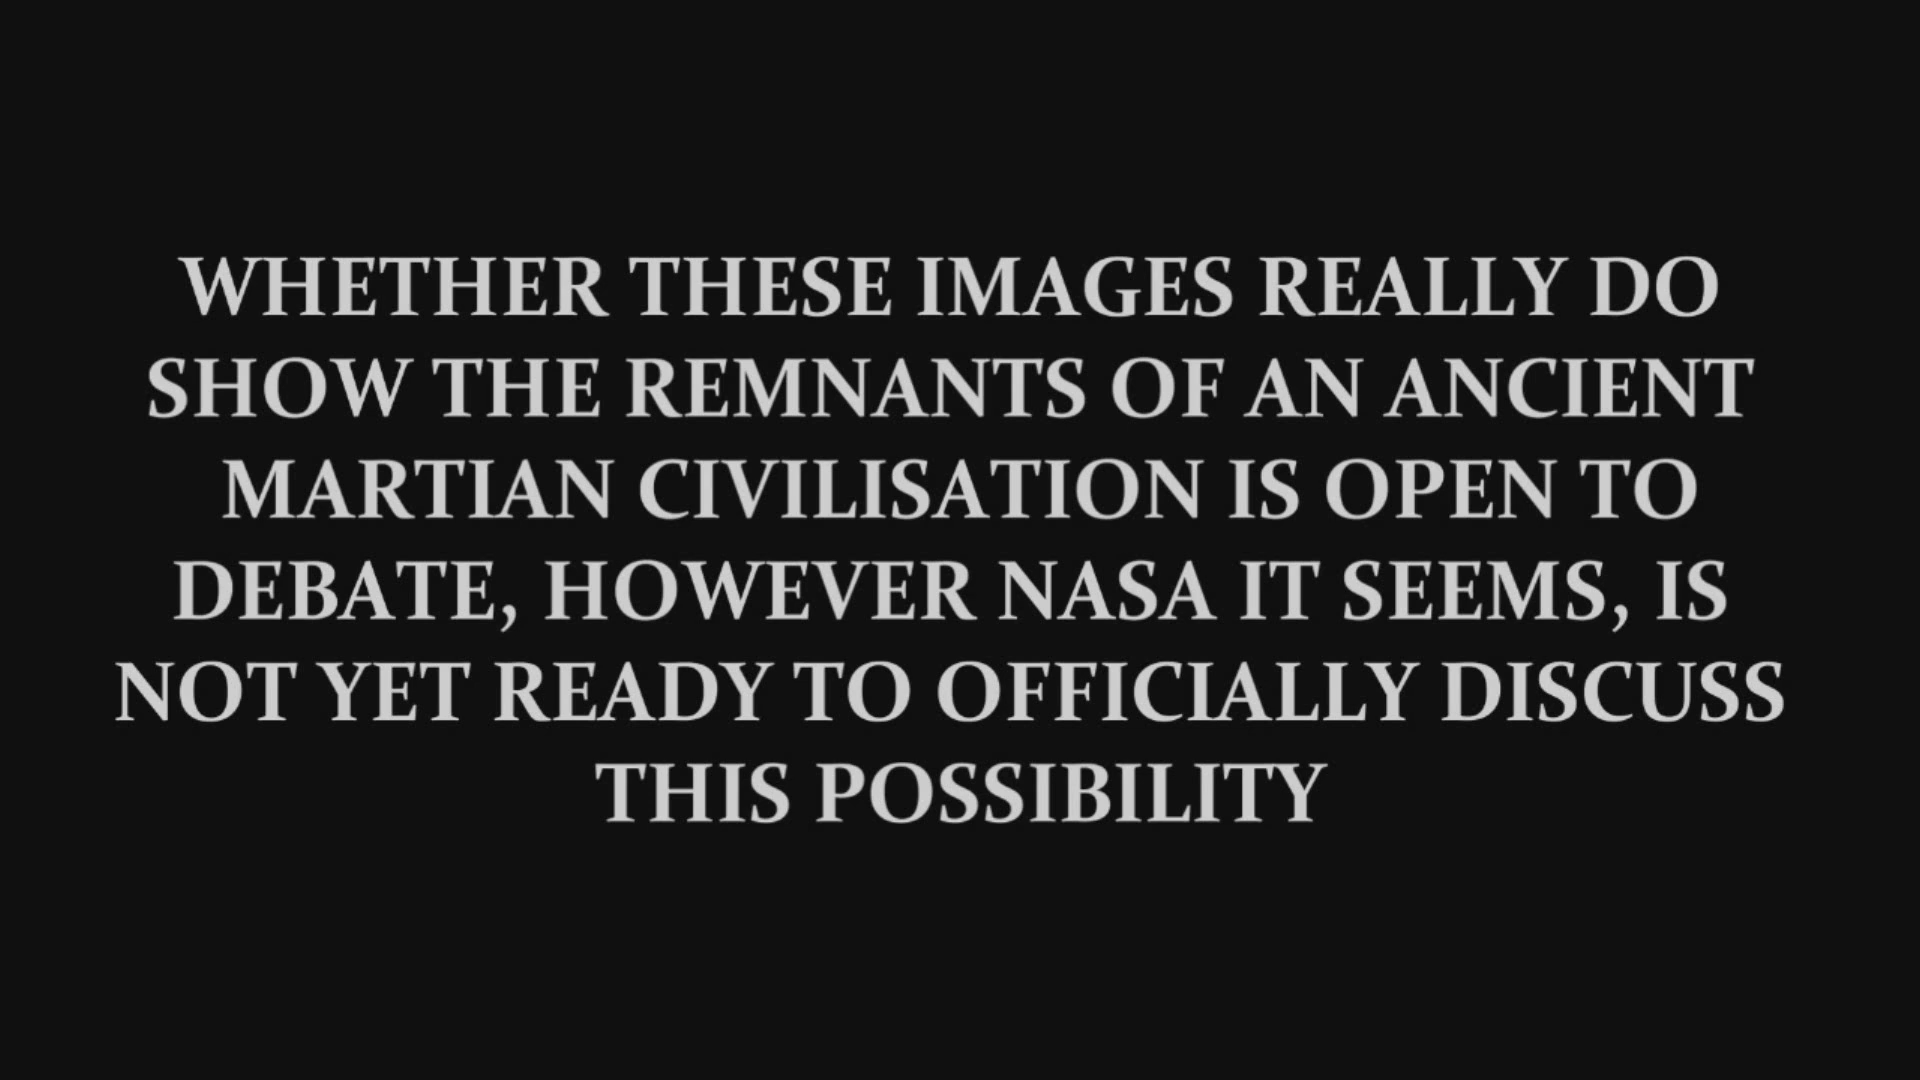 WHETHER THESE IMAGES REALLY DO
SHOW THE REMNANTS OF AN ANCIENT
MARTIAN CIVILISATION IS OPEN TO
DEBATE, HOWEVER NASA IT SEEMS, IS
NOT YET READY TO OFFICIALLY DISCUSS
THIS POSSIBILITY